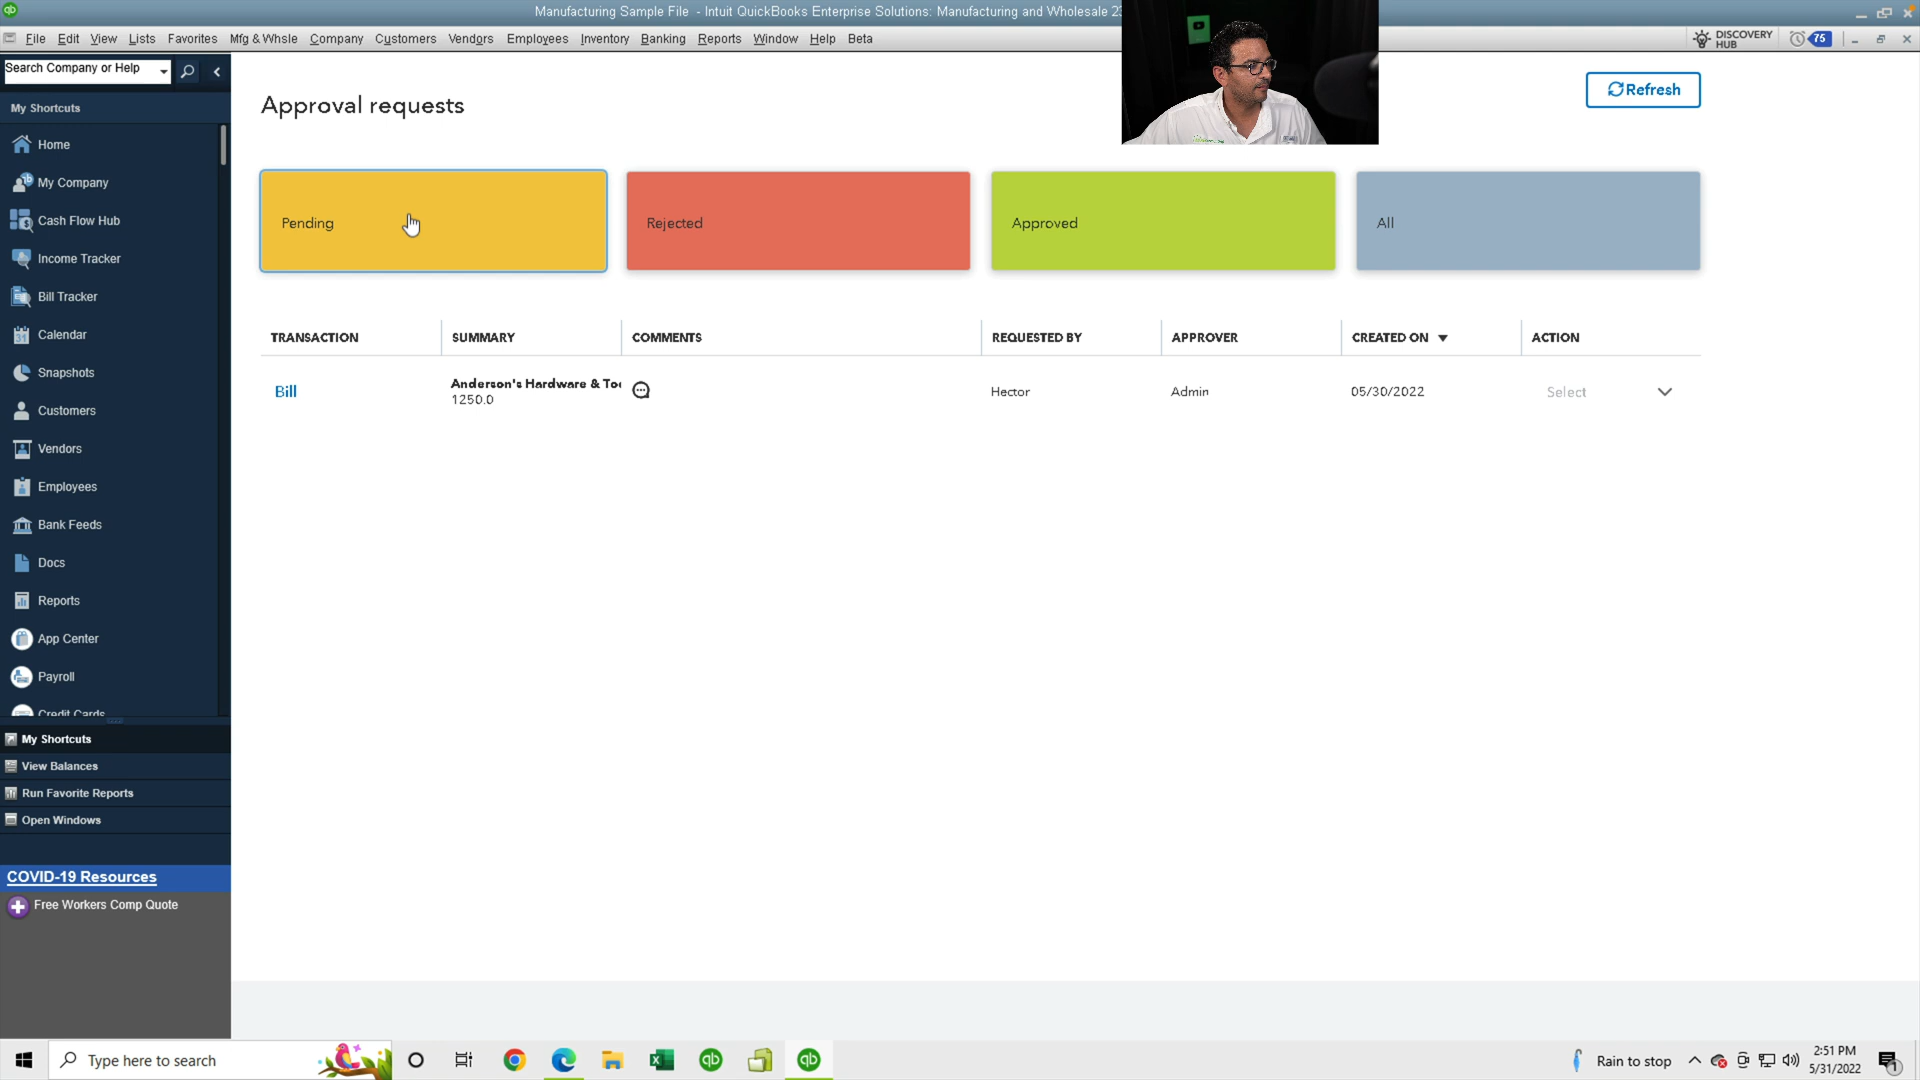 Manufacturing Sample File - Intuit QuickBooks Enterprise Solutions: Manufacturing and Wholesale 23
File Edit View Lists Favorites Mfg & Whsle Company Customers Vendors Employees Inventory Banking Reports Window Help Beta
DISCOVERY HUB 75
Search Company or Help
My Shortcuts
Home
My Company
Cash Flow Hub
Income Tracker
Bill Tracker
Calendar
Snapshots
Customers
Vendors
Employees
Bank Feeds
Docs
Reports
App Center
Payroll
Credit Cards
My Shortcuts
View Balances
Run Favorite Reports
Open Windows
COVID-19 Resources
Free Workers Comp Quote
Approval requests
Refresh
Pending
Rejected
Approved
All
TRANSACTION SUMMARY COMMENTS REQUESTED BY APPROVER CREATED ON ACTION
Bill Anderson's Hardware & Too Hector Admin 05/30/2022 Select
1250.0
Type here to search
Rain to stop
2:51 PM
5/31/2022
1